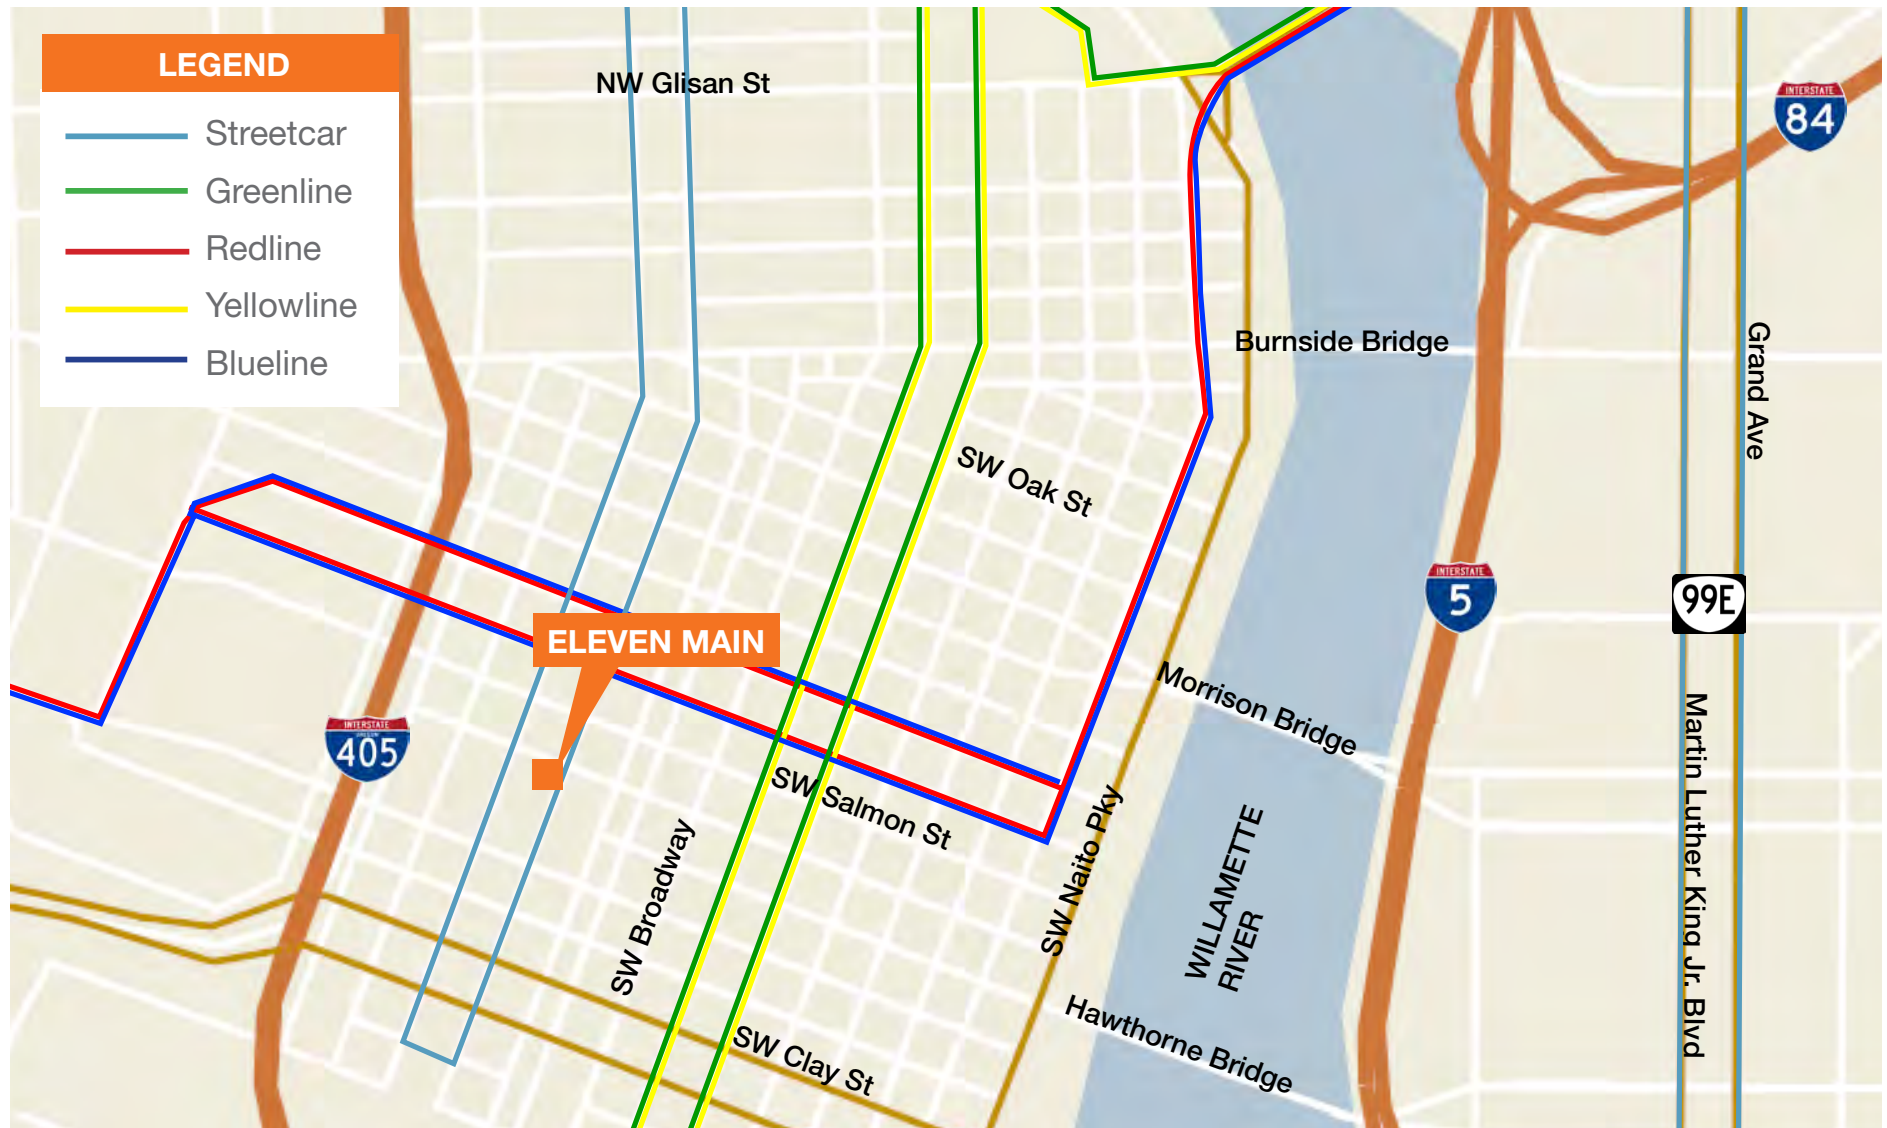 LEGEND
Streetcar
Greenline
Redline
Yellowline
Blueline
NW Glisan St
INTERSTATE
84
Burnside Bridge
Grand Ave
SW Oak St
INTERSTATE
5
99E
ELEVEN MAIN
Morrison Bridge
INTERSTATE
OREGON
405
SW Salmon St
SW Broadway
SW Naito Pky
WILLAMETTE
RIVER
Martin Luther King Jr. Blvd
Hawthorne Bridge
SW Clay St